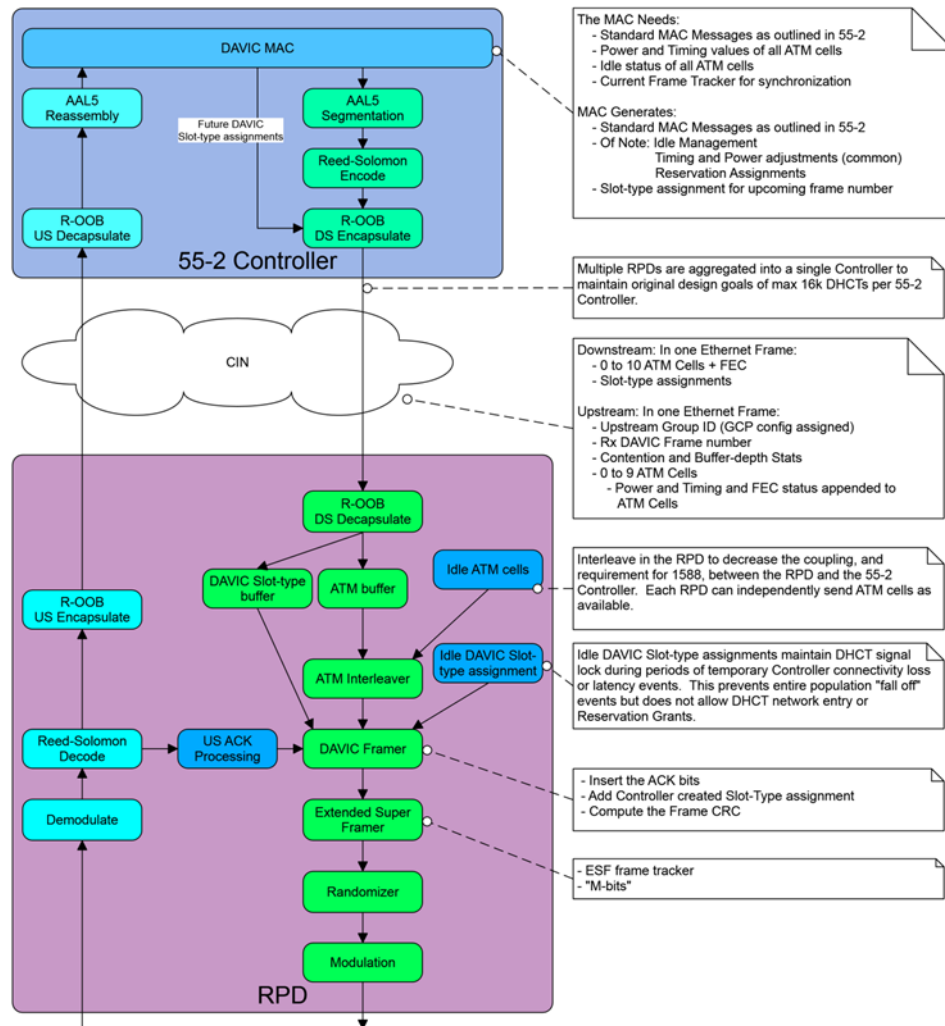 DAVIC MAC
AAL5
Reassembly
Future DAVIC
Slot-type assignments
AAL5
Segmentation
Reed-Solomon
Encode
R-OOB
US Decapsulate
R-OOB
DS Encapsulate
55-2 Controller
CIN
R-OOB
DS Decapsulate
DAVIC Slot-type
buffer
ATM buffer
Idle ATM cells
R-OOB
US Encapsulate
ATM Interleaver
Idle DAVIC Slot-
type assignment
Reed-Solomon
Decode
US ACK
Processing
DAVIC Framer
Demodulate
Extended Super
Framer
Randomizer
Modulation
RPD
The MAC Needs:
- Standard MAC Messages as outlined in 55-2
- Power and Timing values of all ATM cells
- Idle status of all ATM cells
- Current Frame Tracker for synchronization
MAC Generates:
- Standard MAC Messages as outlined in 55-2
- Of Note: Idle Management
Timing and Power adjustments (common)
Reservation Assignments
- Slot-type assignment for upcoming frame number
Multiple RPDs are aggregated into a single Controller to
maintain original design goals of max 16k DHCTs per 55-2
Controller.
Downstream: In one Ethernet Frame:
- 0 to 10 ATM Cells + FEC
- Slot-type assignments
Upstream: In one Ethernet Frame:
- Upstream Group ID (GCP config assigned)
- Rx DAVIC Frame number
- Contention and Buffer-depth Stats
- 0 to 9 ATM Cells
- Power and Timing and FEC status appended to
ATM Cells
Interleave in the RPD to decrease the coupling, and
requirement for 1588, between the RPD and the 55-2
Controller. Each RPD can independently send ATM cells as
available.
Idle DAVIC Slot-type assignments maintain DHCT signal
lock during periods of temporary Controller connectivity loss
or latency events. This prevents entire population "fall off"
events but does not allow DHCT network entry or
Reservation Grants.
- Insert the ACK bits
- Add Controller created Slot-Type assignment
- Compute the Frame CRC
- ESF frame tracker
- "M-bits"